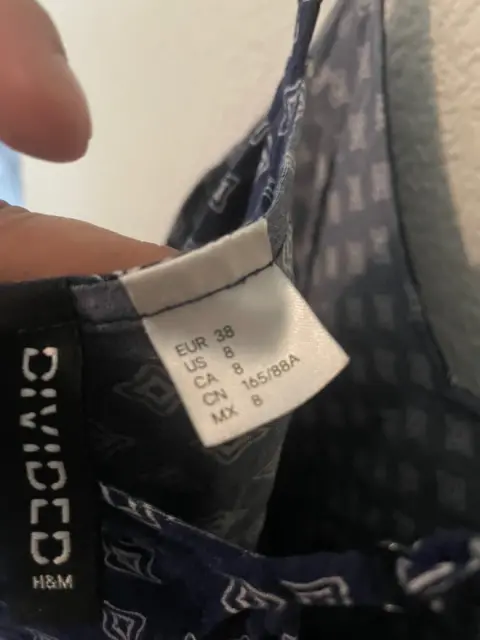 EUR 38
US 8
CA 8
CN 165/88A
MX 8
DIVIDED
H&M